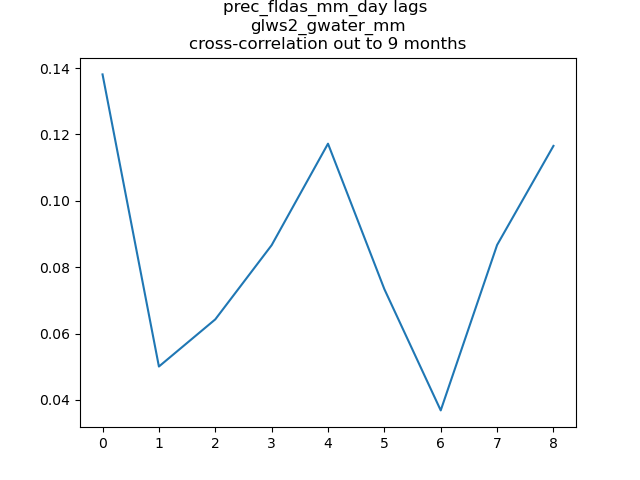 prec_fldas_mm_day lags
glws2_gwater_mm
cross-correlation out to 9 months
0.14
0.12
0.10
0.08
0.06
0.04
0 1 2 3 4 5 6 7 8